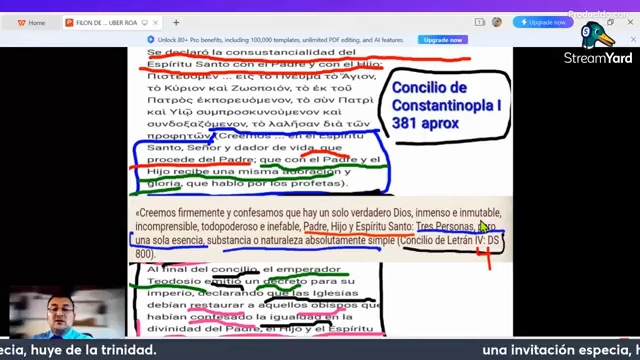 Producido con
StreamYard
Home
FILON DE ... UBER ROA
Upgrade now
Unlock 80+ Pro benefits, including 100,000 templates, unlimited PDF editing, and AI features.
Upgrade now
Se declaró la consustancialidad del
Espíritu Santo con el Padre y con el Hijo:
Πιστεύομεν ... εἰς τὸ Πνεῦμα τὸ Ἅγιον,
τὸ Κύριον καὶ Ζωοποιόν, τὸ ἐκ τοῦ
Πατρὸς ἐκπορευόμενον, τὸ σὺν Πατρὶ
καὶ Υἱῷ συμπροσκυνούμενον καὶ
συνδοξαζόμενον, τὸ λαλῆσαν διὰ τῶν
προφητῶν (Creemos ... en el Espíritu
Santo, Señor y dador de vida, que
procede del Padre; que con el Padre y el
Hijo recibe una misma adoración y
gloria, que habló por los profetas).
Concilio de
Constantinopla I
381 aprox
«Creemos firmemente y confesamos que hay un solo verdadero Dios, inmenso e inmutable,
incomprensible, todopoderoso e inefable, Padre, Hijo y Espíritu Santo: Tres Personas, pero
una sola esencia, substancia o naturaleza absolutamente simple (Concilio de Letrán IV: DS
800).
4
Al final del concilio, el emperador
Teodosio emitió un decreto para su
imperio, declarando que las Iglesias
debían restaurar a aquellos obispos que
habían confesado la igualdad en la
divinidad del Padre, el Hijo y el Espíritu
ecia, huye de la trinidad.
una invitación especia, h